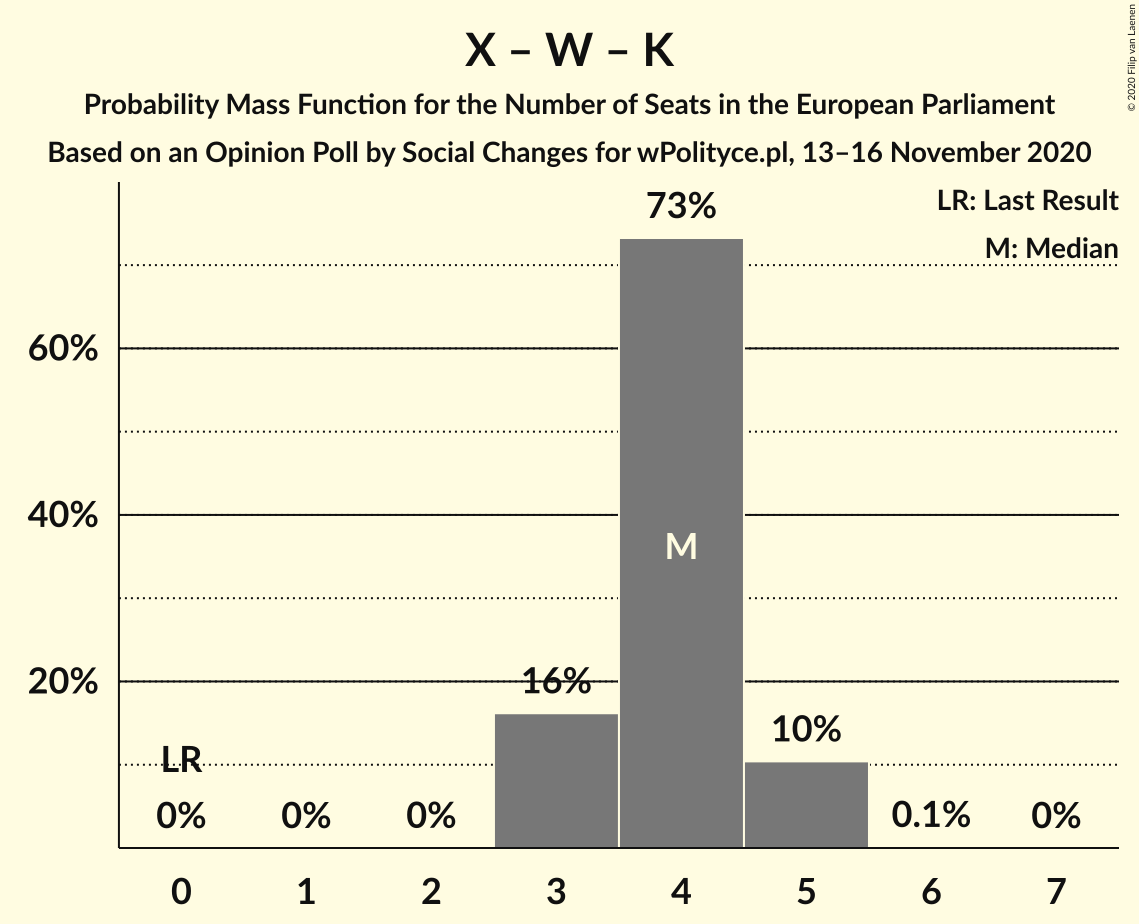 X – W – K
Probability Mass Function for the Number of Seats in the European Parliament
Based on an Opinion Poll by Social Changes for wPolityce.pl, 13–16 November 2020
© 2020 Filip van Laenen
LR: Last Result
M: Median
73%
60%
40%
M
20%
16%
10%
LR
0% 0% 0% 0.1% 0%
0 1 2 3 4 5 6 7